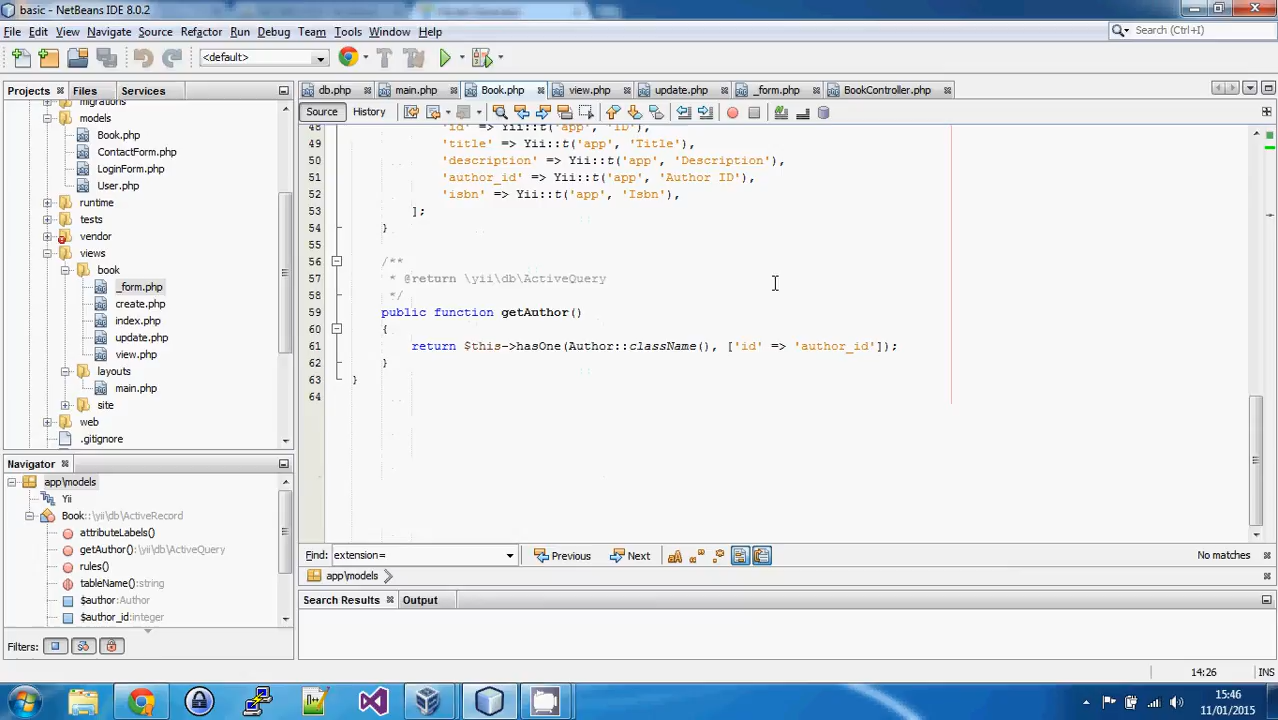 basic - NetBeans IDE 8.0.2
File Edit View Navigate Source Refactor Run Debug Team Tools Window Help
Search (Ctrl+I)
<default>
Projects Files Services
db.php main.php Book.php view.php update.php _form.php BookController.php
Source History
migrations
models
Book.php
ContactForm.php
LoginForm.php
User.php
runtime
tests
vendor
views
book
_form.php
create.php
index.php
update.php
view.php
layouts
main.php
site
web
.gitignore
48 'id' => Yii::t('app', 'ID'),
49 'title' => Yii::t('app', 'Title'),
50 'description' => Yii::t('app', 'Description'),
51 'author_id' => Yii::t('app', 'Author ID'),
52 'isbn' => Yii::t('app', 'Isbn'),
53 ];
54 }
55
56 /**
57 * @return \yii\db\ActiveQuery
58 */
59 public function getAuthor()
60 {
61 return $this->hasOne(Author::className(), ['id' => 'author_id']);
62 }
63 }
64
Navigator
app\models
Yii
Book::\yii\db\ActiveRecord
attributeLabels()
getAuthor():\yii\db\ActiveQuery
rules()
tableName():string
$author:Author
$author_id:integer
Filters:
Find: extension= Previous Next No matches
app\models
Search Results Output
14:26 INS
15:46
11/01/2015